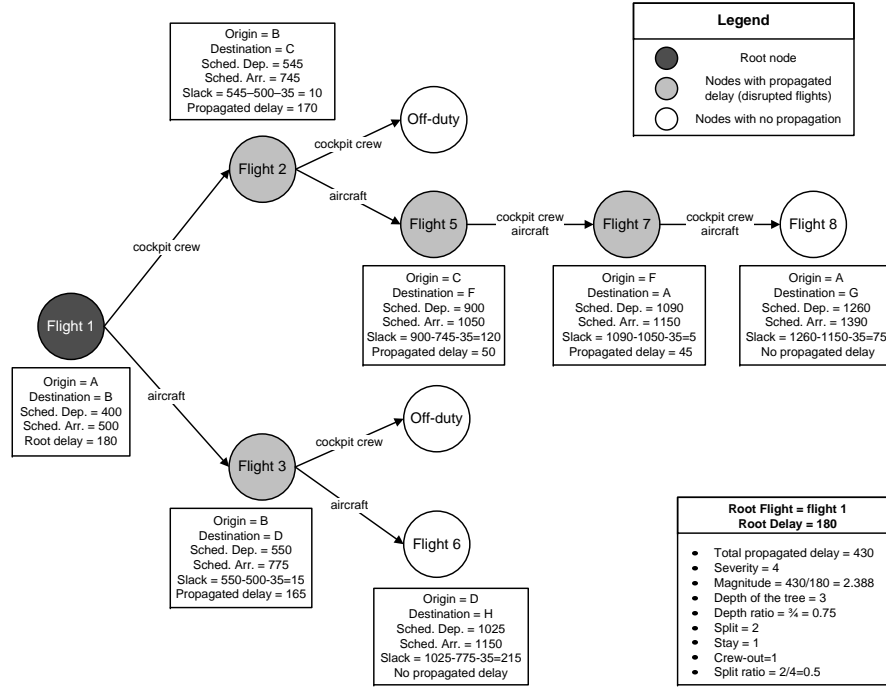 Origin = B
Destination = C
Sched. Dep. = 545
Sched. Arr. = 745
Slack = 545–500–35 = 10
Propagated delay = 170
Legend
Root node
Nodes with propagated
delay (disrupted flights)
Nodes with no propagation
Off-duty
cockpit crew
Flight 2
aircraft
Flight 5
cockpit crew
aircraft
Flight 7
cockpit crew
aircraft
Flight 8
cockpit crew
Origin = C
Destination = F
Sched. Dep. = 900
Sched. Arr. = 1050
Slack = 900-745-35=120
Propagated delay = 50
Origin = F
Destination = A
Sched. Dep. = 1090
Sched. Arr. = 1150
Slack = 1090-1050-35=5
Propagated delay = 45
Origin = A
Destination = G
Sched. Dep. = 1260
Sched. Arr. = 1390
Slack = 1260-1150-35=75
No propagated delay
Flight 1
Origin = A
Destination = B
Sched. Dep. = 400
Sched. Arr. = 500
Root delay = 180
aircraft
Off-duty
cockpit crew
Flight 3
aircraft
Flight 6
Origin = B
Destination = D
Sched. Dep. = 550
Sched. Arr. = 775
Slack = 550-500-35=15
Propagated delay = 165
Origin = D
Destination = H
Sched. Dep. = 1025
Sched. Arr. = 1150
Slack = 1025-775-35=215
No propagated delay
Root Flight = flight 1
Root Delay = 180
• Total propagated delay = 430
• Severity = 4
• Magnitude = 430/180 = 2.388
• Depth of the tree = 3
• Depth ratio = ¾ = 0.75
• Split = 2
• Stay = 1
• Crew-out=1
• Split ratio = 2/4=0.5